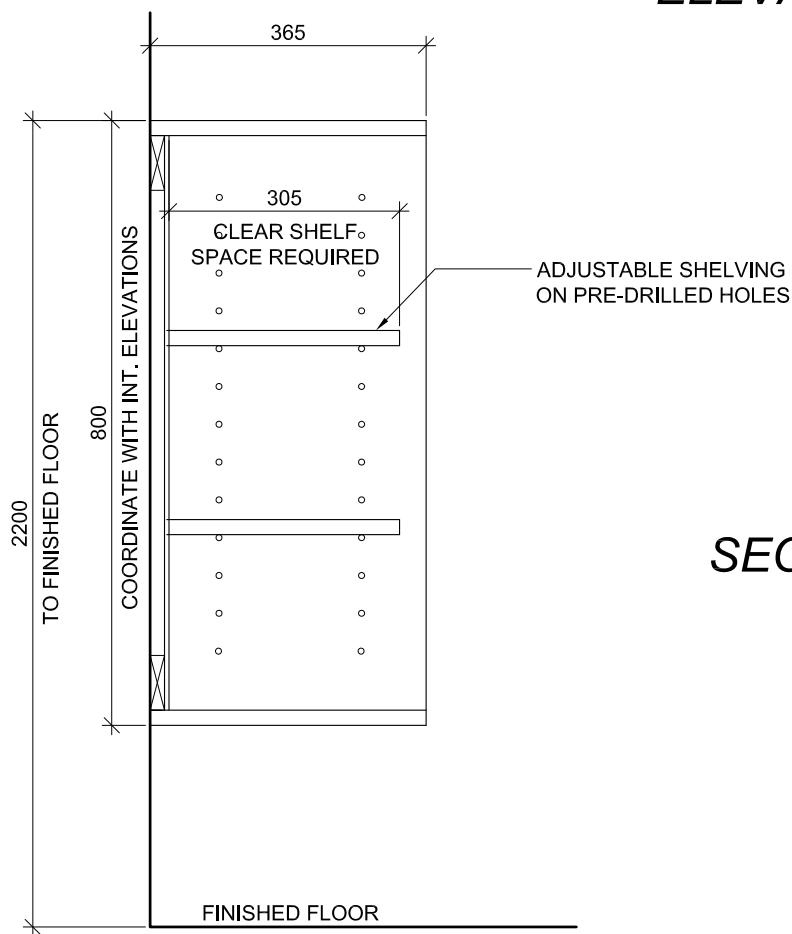 365
305
CLEAR SHELF
SPACE REQUIRED
ADJUSTABLE SHELVING
ON PRE-DRILLED HOLES
2200
TO FINISHED FLOOR
800
COORDINATE WITH INT. ELEVATIONS
FINISHED FLOOR